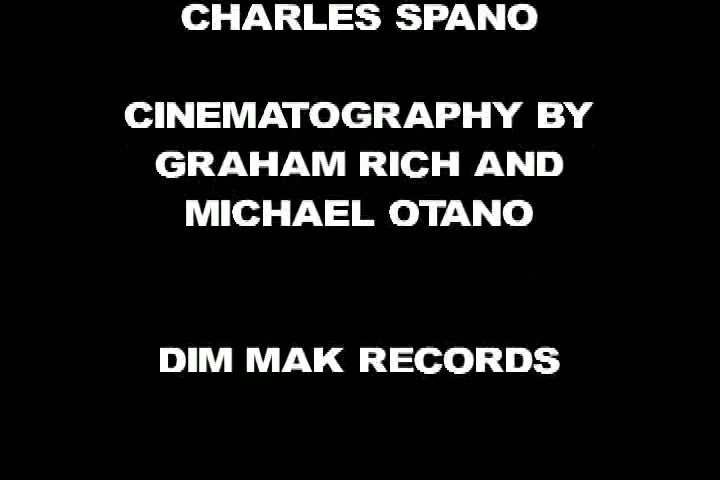 CHARLES SPANO
CINEMATOGRAPHY BY
GRAHAM RICH AND
MICHAEL OTANO
DIM MAK RECORDS